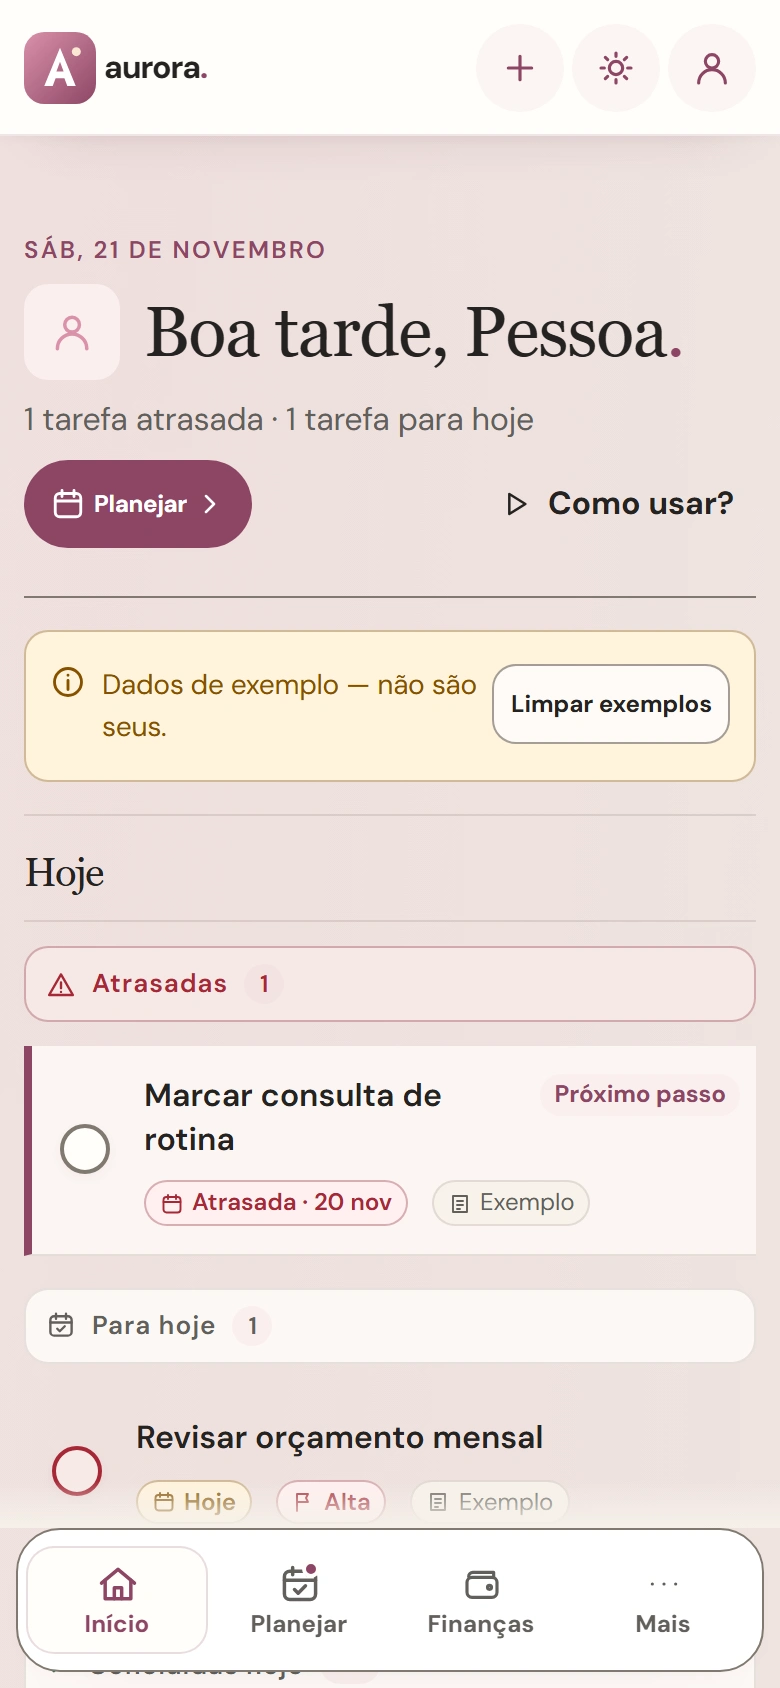 A
aurora.
SÁB, 21 DE NOVEMBRO
Boa tarde, Pessoa.
1 tarefa atrasada · 1 tarefa para hoje
Planejar
Como usar?
Dados de exemplo — não são
seus.
Limpar exemplos
Hoje
Atrasadas 1
Marcar consulta de
rotina
Próximo passo
Atrasada · 20 nov
Exemplo
Para hoje 1
Revisar orçamento mensal
Hoje
Alta
Exemplo
Início
Planejar
Finanças
Mais